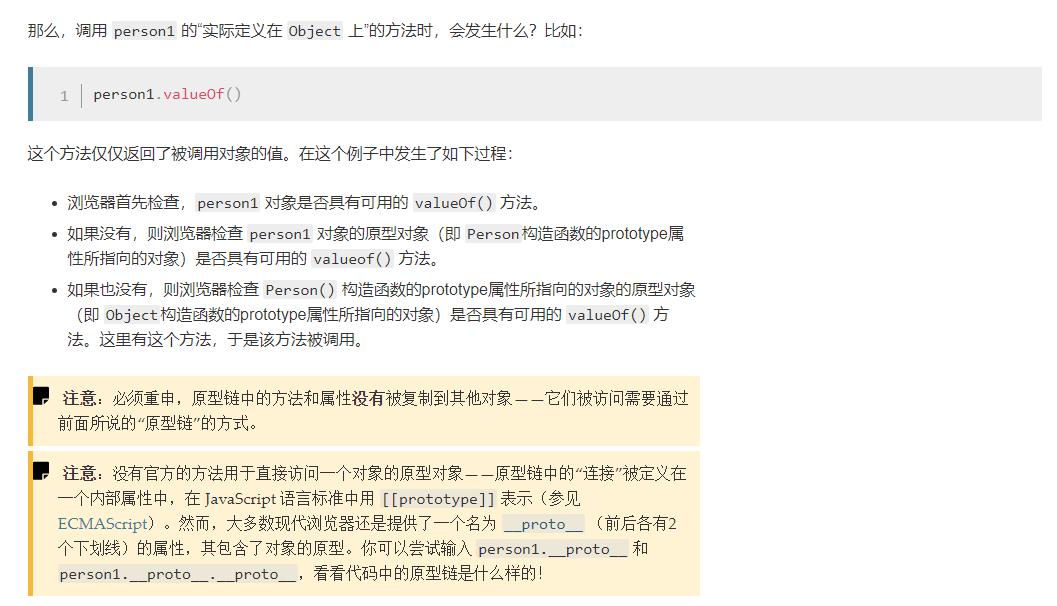 那么，调用 person1 的“实际定义在 Object 上”的方法时，会发生什么？比如：
1 person1.valueOf()
这个方法仅仅返回了被调用对象的值。在这个例子中发生了如下过程：
• 浏览器首先检查，person1 对象是否具有可用的 valueOf() 方法。
• 如果没有，则浏览器检查 person1 对象的原型对象（即 Person构造函数的prototype属
性所指向的对象）是否具有可用的 valueof() 方法。
• 如果也没有，则浏览器检查 Person() 构造函数的prototype属性所指向的对象的原型对象
（即 Object构造函数的prototype属性所指向的对象）是否具有可用的 valueOf() 方
法。这里有这个方法，于是该方法被调用。
注意：必须重申，原型链中的方法和属性没有被复制到其他对象——它们被访问需要通过
前面所说的“原型链”的方式。
注意：没有官方的方法用于直接访问一个对象的原型对象——原型链中的“连接”被定义在
一个内部属性中，在 JavaScript 语言标准中用 [[prototype]] 表示（参见
ECMAScript）。然而，大多数现代浏览器还是提供了一个名为 __proto__ （前后各有2
个下划线）的属性，其包含了对象的原型。你可以尝试输入 person1.__proto__ 和
person1.__proto__.__proto__，看看代码中的原型链是什么样的！